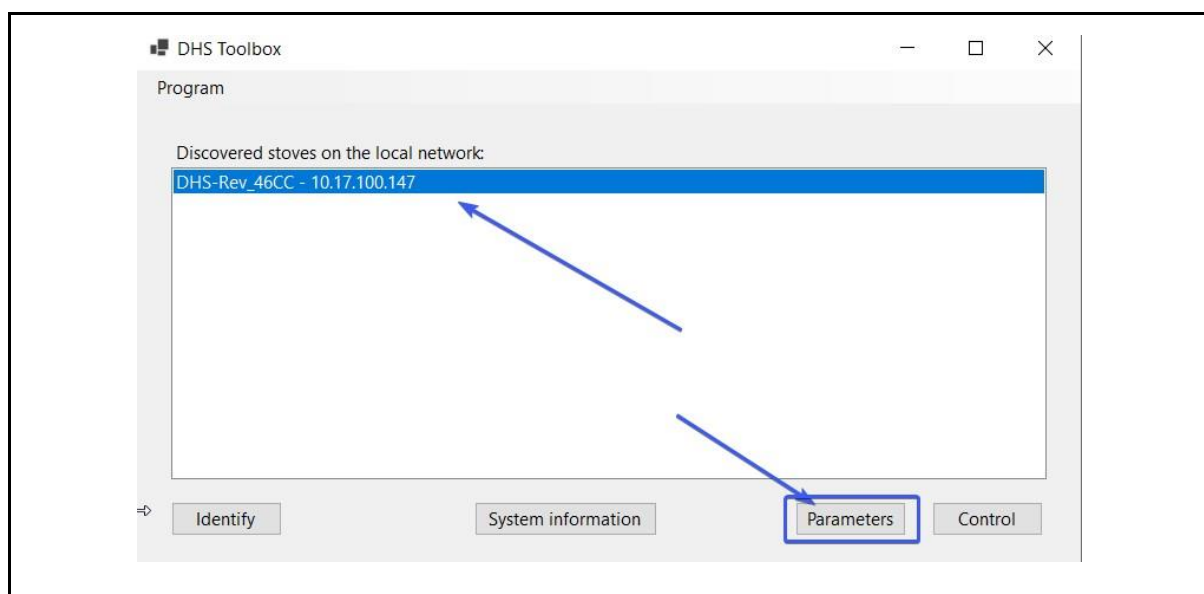 DHS Toolbox
Program
Discovered stoves on the local network:
DHS-Rev_46CC - 10.17.100.147
Identify System information Parameters Control